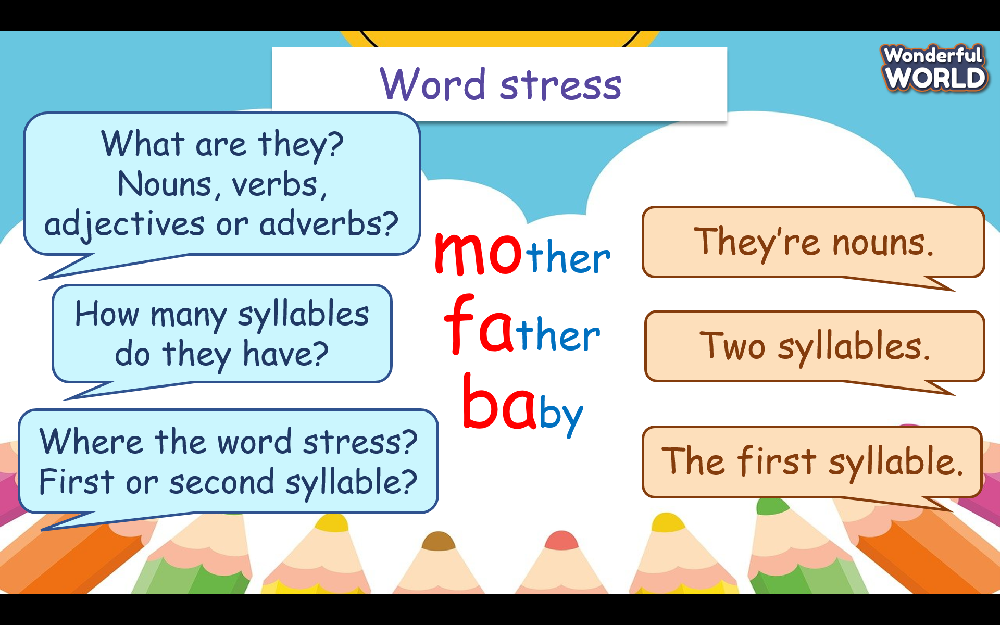 Word stress
Wonderful
WORLD
What are they?
Nouns, verbs,
adjectives or adverbs?
How many syllables
do they have?
Where the word stress?
First or second syllable?
mother
father
baby
They're nouns.
Two syllables.
The first syllable.